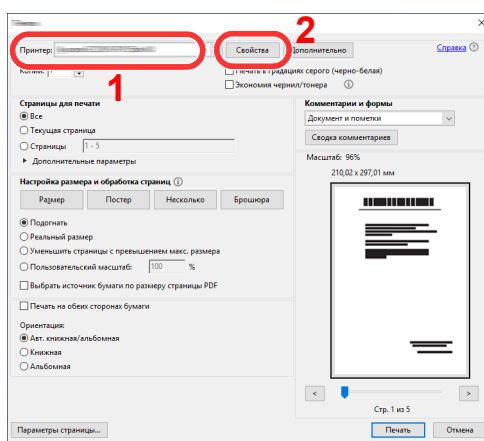 2
Принтер:
Свойства
Дополнительно
Справка
1
Копий:
Печать в градациях серого (черно-белая)
Экономия чернил/тонера
Страницы для печати
Все
Текущая страница
Страницы
1 - 5
Дополнительные параметры
Комментарии и формы
Документ и пометки
Сводка комментариев
Масштаб: 96%
210,02 x 297,01 мм
Настройка размера и обработка страниц
Размер
Постер
Несколько
Брошюра
Подогнать
Реальный размер
Уменьшить страницы с превышением макс. размера
Пользовательский масштаб:
100
%
Выбрать источник бумаги по размеру страницы PDF
Печать на обеих сторонах бумаги
Ориентация:
Авт. книжная/альбомная
Книжная
Альбомная
<
>
Стр. 1 из 5
Параметры страницы...
Печать
Отмена